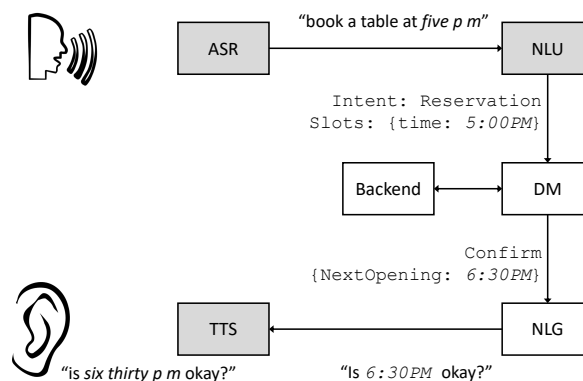 “book a table at five p m”
ASR
NLU
Intent: Reservation
Slots: {time: 5:00PM}
Backend
DM
Confirm
{NextOpening: 6:30PM}
TTS
NLG
“is six thirty p m okay?”
“Is 6:30PM okay?”